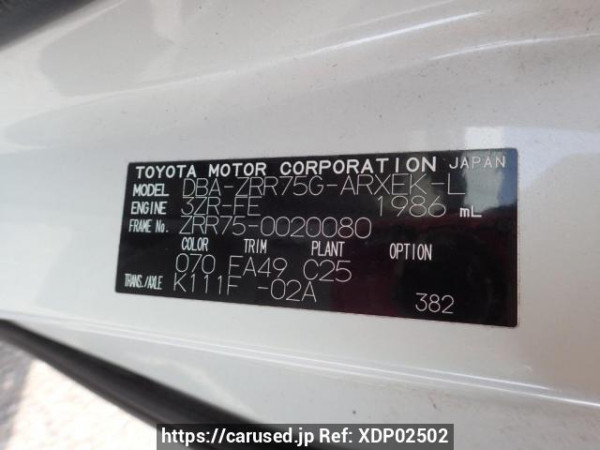 TOYOTA MOTOR CORPORATION JAPAN
MODEL DBA-ZRR75G-ARXEK-L
ENGINE 3ZR-FE 1986 mL
FRAME No. ZRR75-0020080
COLOR TRIM PLANT OPTION
070 FA49 C25
TRANS./AXLE K111F -02A 382
https://carused.jp Ref: XDP02502